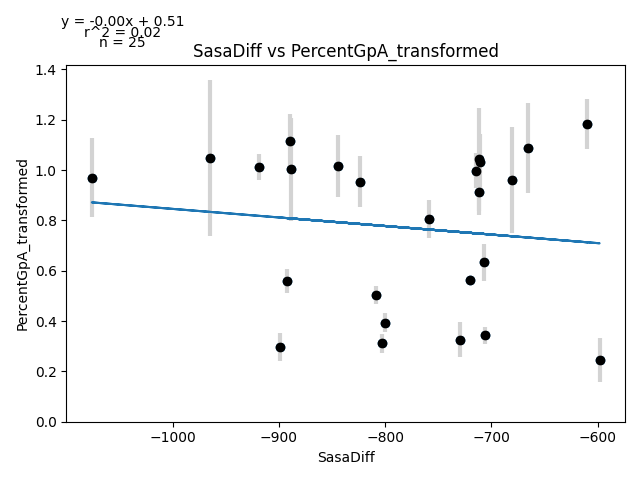 y = -0.00x + 0.51
r^2 = 0.02
n = 25
SasaDiff vs PercentGpA_transformed
PercentGpA_transformed
1.4
1.2
1.0
0.8
0.6
0.4
0.2
0.0
−1000 −900 −800 −700 −600
SasaDiff